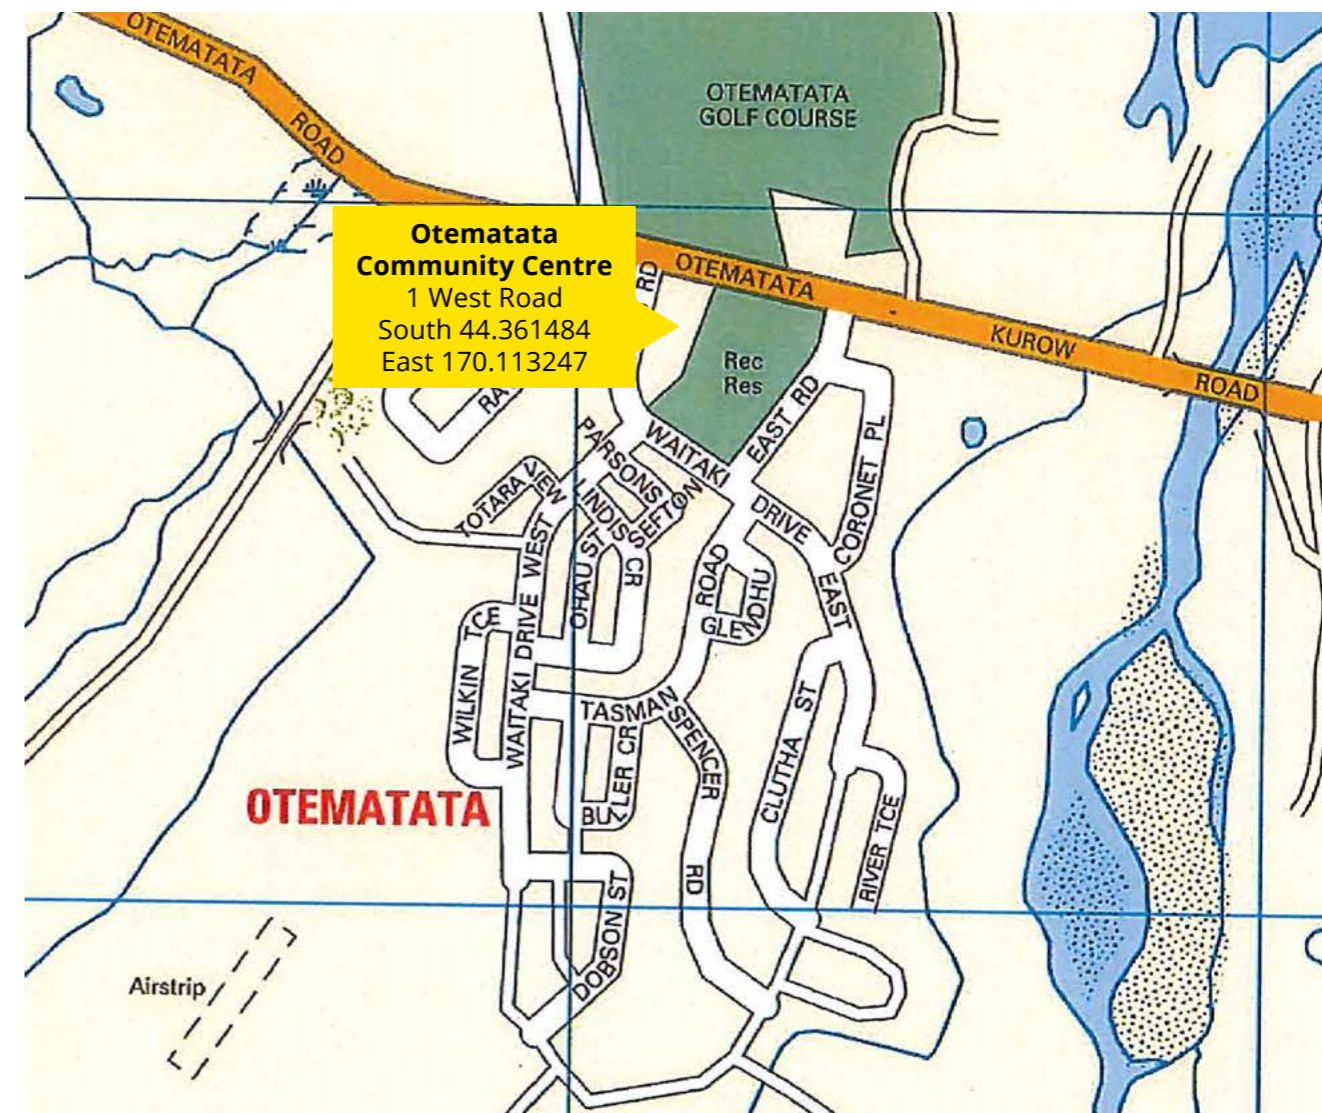 OTEMATATA
ROAD
OTEMATATA
GOLF COURSE
Otematata
Community Centre
1 West Road
South 44.361484
East 170.113247
RD
OTEMATATA
KUROW
ROAD
Rec
Res
EAST RD
CORONET PL
WAITAKI
DRIVE
EAST
PARSONS
LINDIS
CR
SEFTON
TOTARA
VIEW
OHAU ST
WAITAKI DRIVE WEST
WILKIN TCE
ROAD
GLENDHU
TASMAN
SPENCER
RD
CLUTHA ST
RIVER TCE
CR
OTEMATATA
DOBSON ST
Airstrip